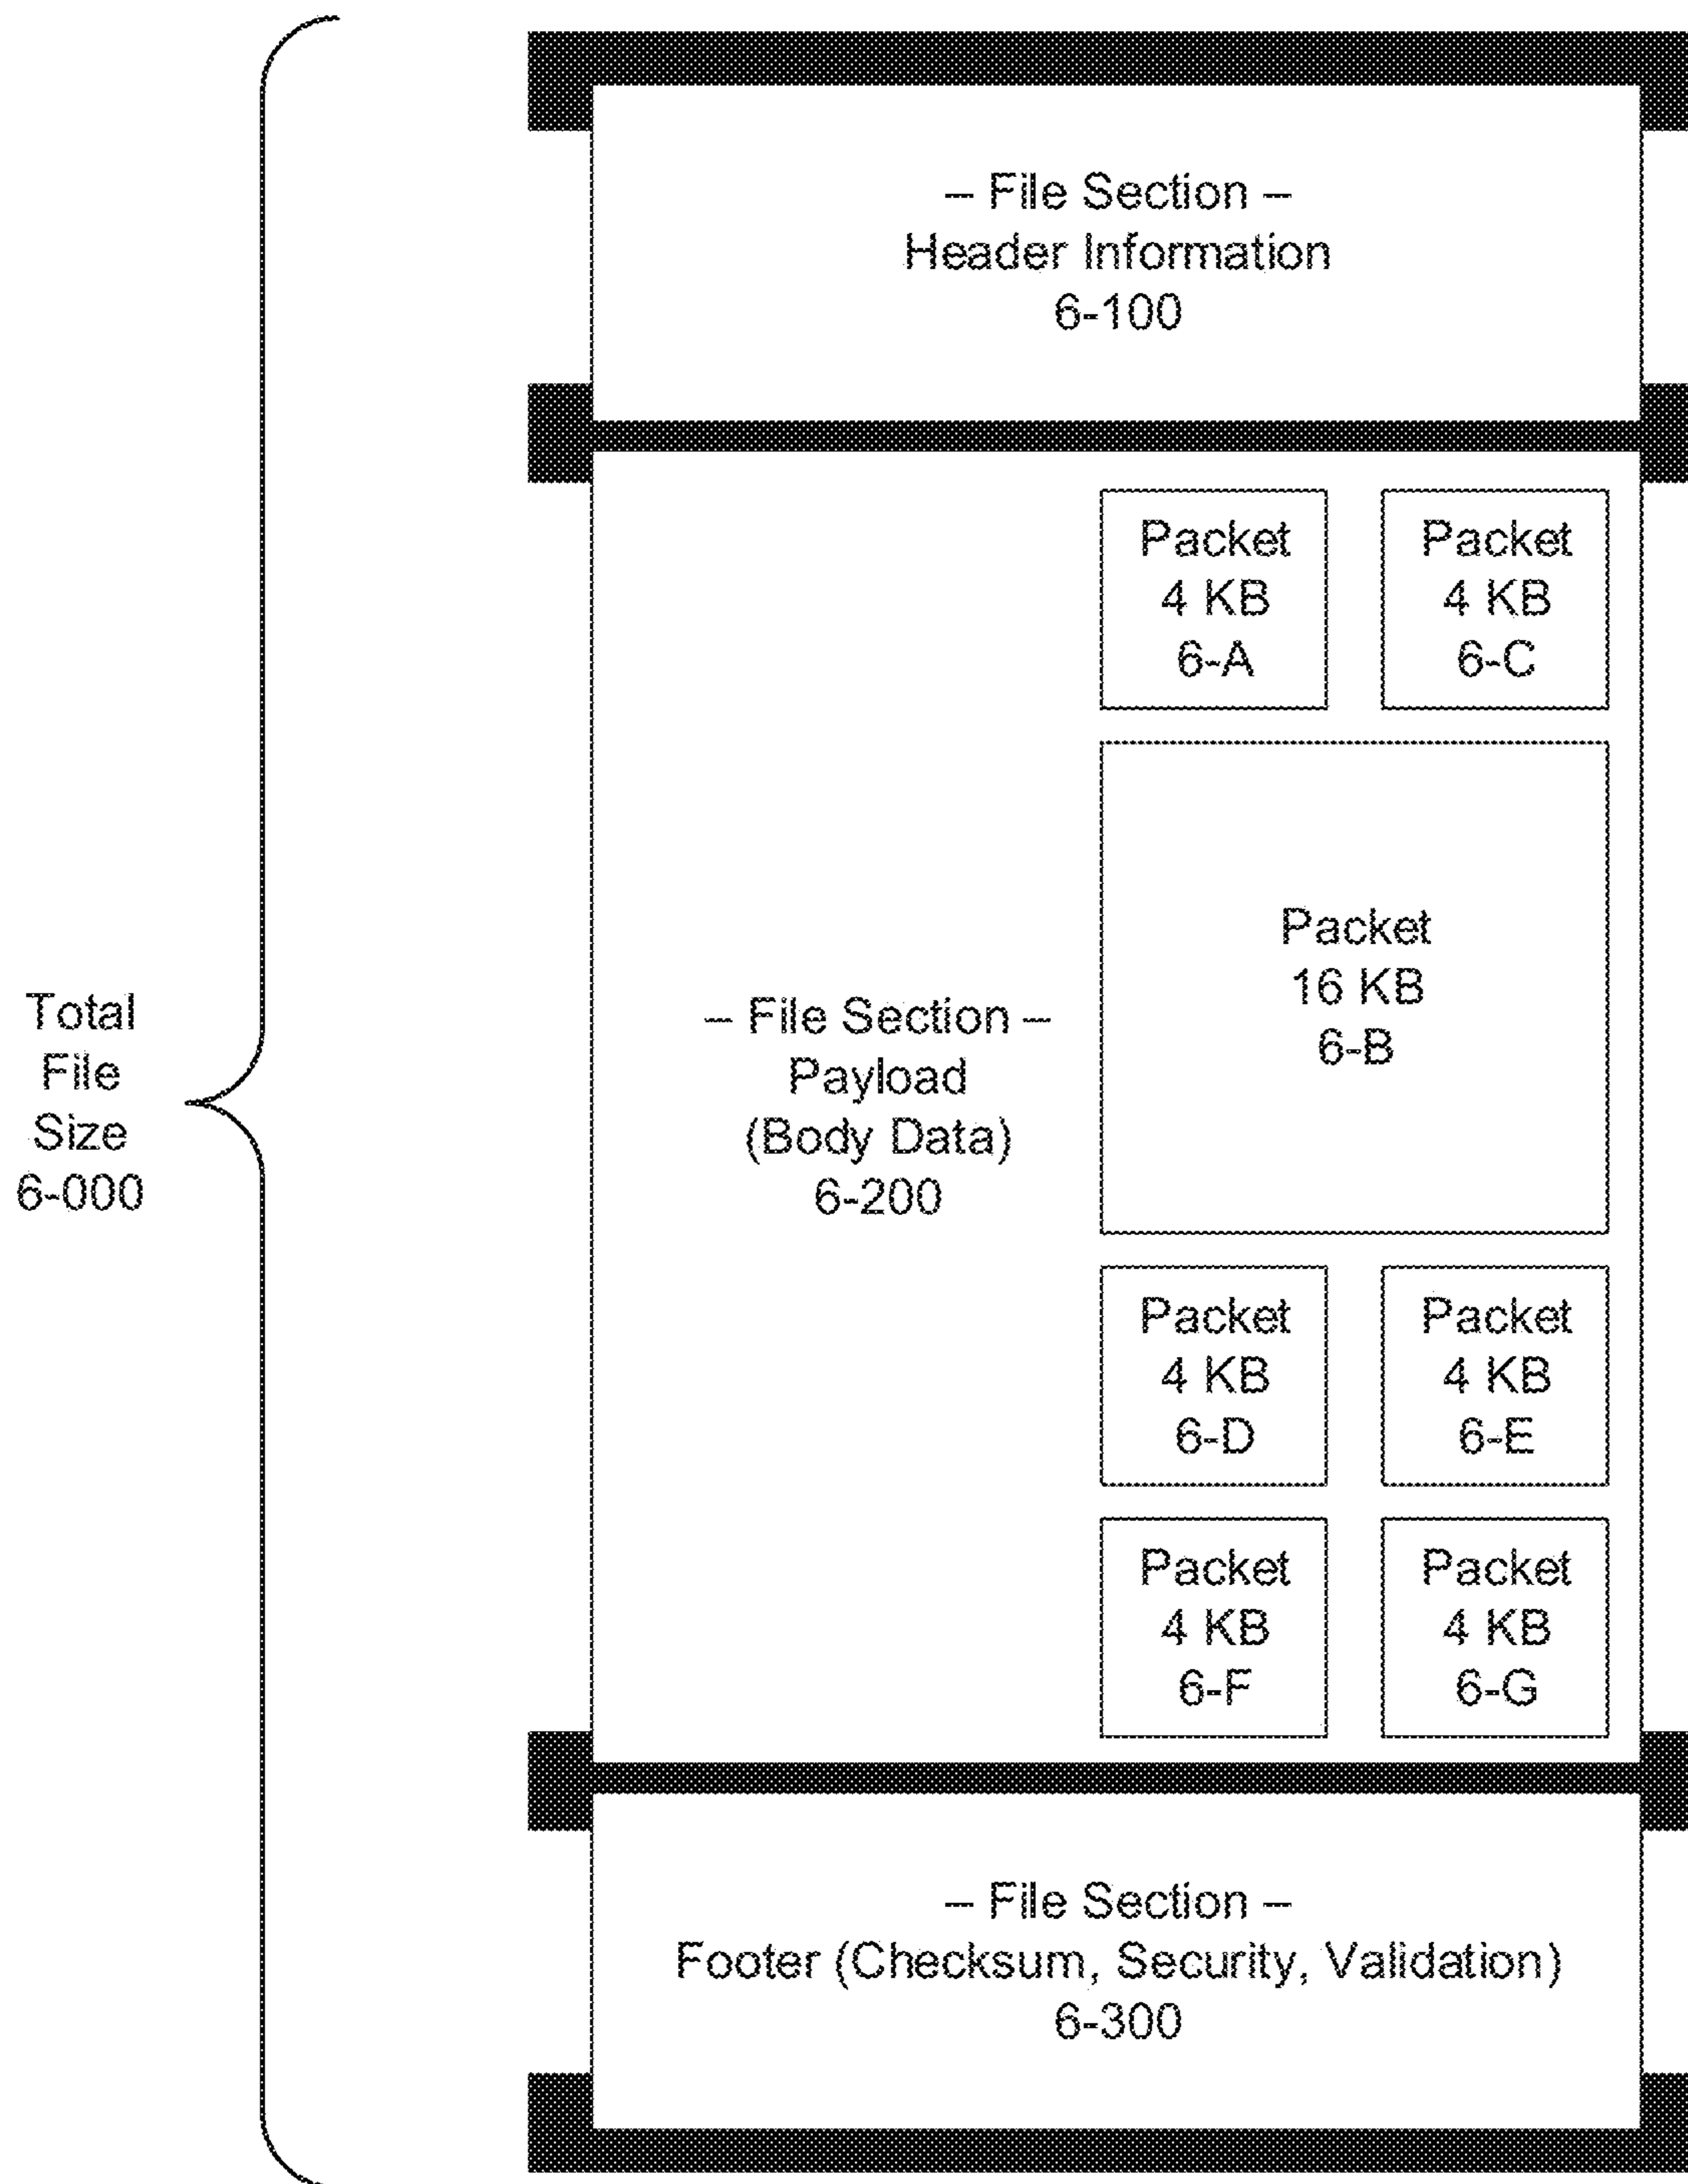 Total
File
Size
6-000
– File Section –
Header Information
6-100
– File Section –
Payload
(Body Data)
6-200
Packet
4 KB
6-A
Packet
4 KB
6-C
Packet
16 KB
6-B
Packet
4 KB
6-D
Packet
4 KB
6-E
Packet
4 KB
6-F
Packet
4 KB
6-G
– File Section –
Footer (Checksum, Security, Validation)
6-300